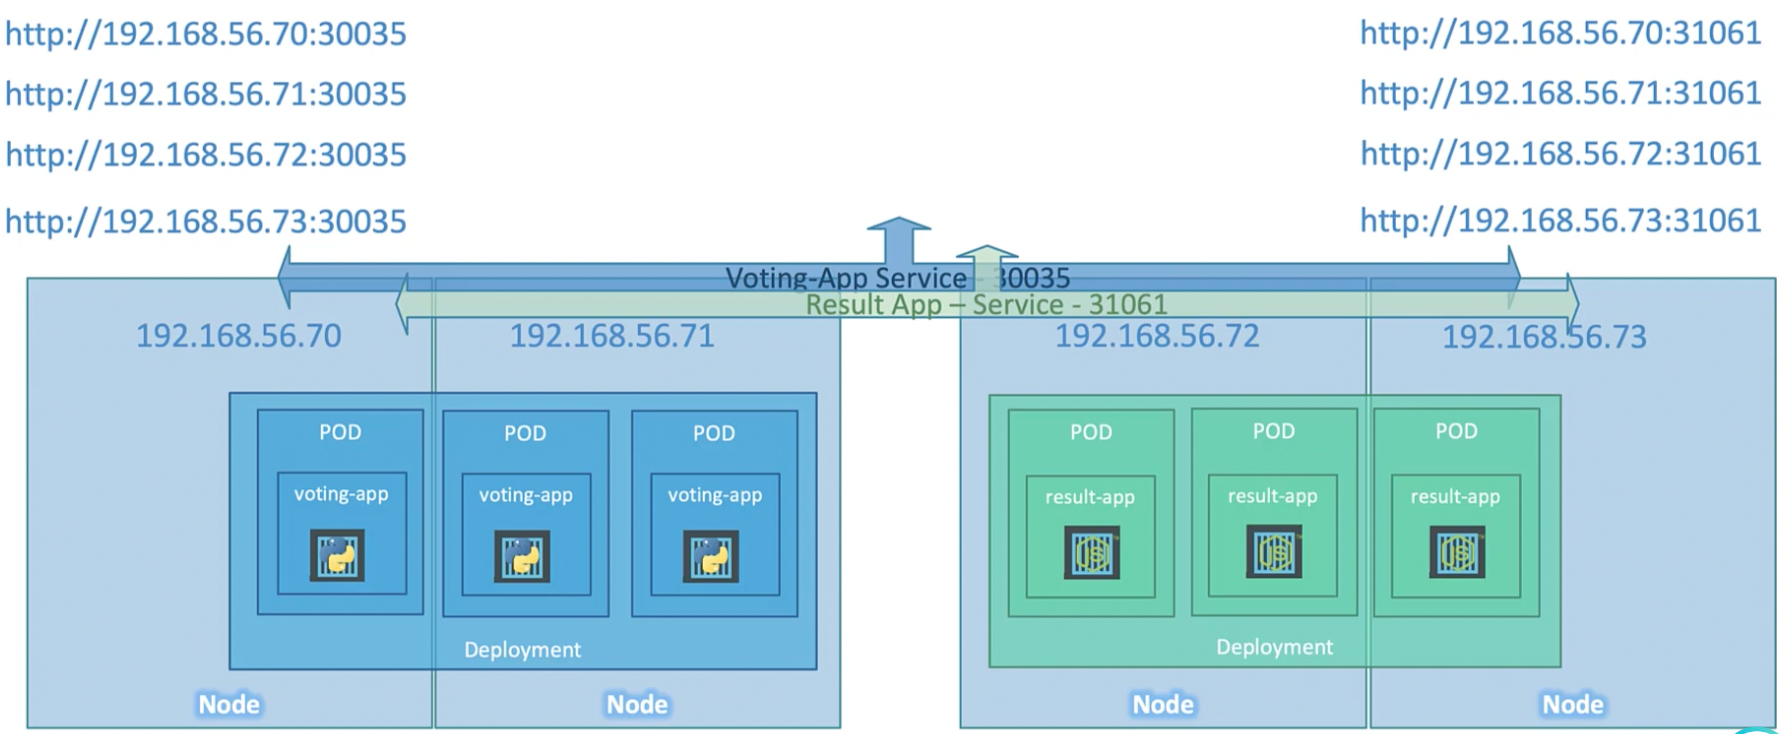 http://192.168.56.70:30035
http://192.168.56.71:30035
http://192.168.56.72:30035
http://192.168.56.73:30035
http://192.168.56.70:31061
http://192.168.56.71:31061
http://192.168.56.72:31061
http://192.168.56.73:31061
Voting-App Service - 30035
Result App – Service - 31061
192.168.56.70
192.168.56.71
192.168.56.72
192.168.56.73
POD
voting-app
POD
voting-app
POD
voting-app
Deployment
POD
result-app
JS
POD
result-app
JS
POD
result-app
JS
Deployment
Node
Node
Node
Node